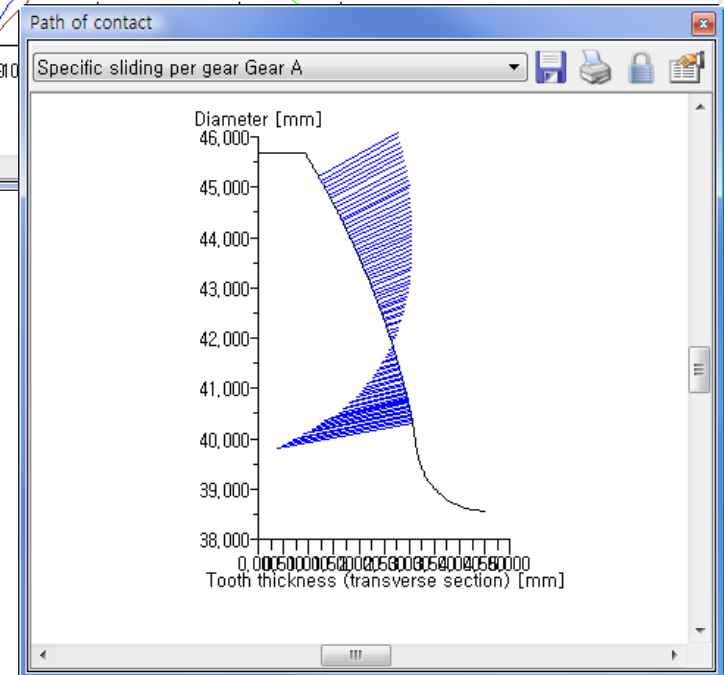 Path of contact
Specific sliding per gear Gear A
Diameter [mm]
46,000
45,000
44,000
43,000
42,000
41,000
40,000
39,000
38,000
Tooth thickness (transverse section) [mm]